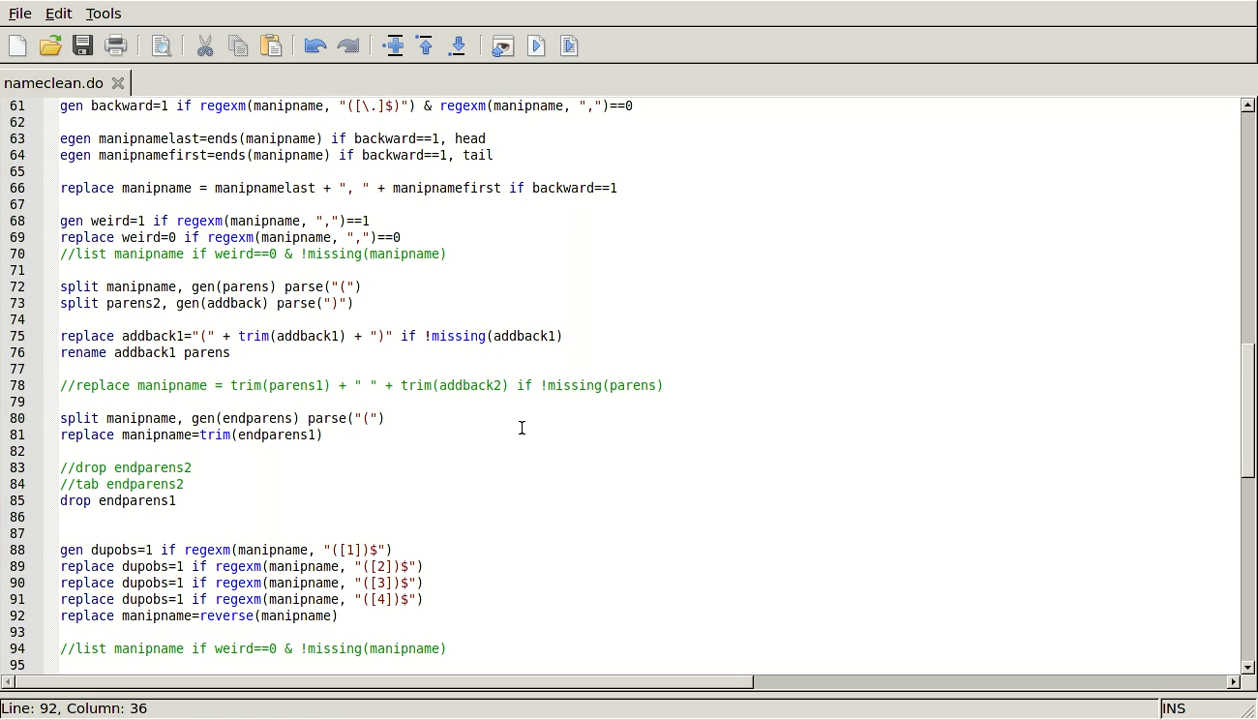 File Edit Tools
nameclean.do
61 gen backward=1 if regexm(manipname, "([\.]$)") & regexm(manipname, ",")==0
62
63 egen manipnamelast=ends(manipname) if backward==1, head
64 egen manipnamefirst=ends(manipname) if backward==1, tail
65
66 replace manipname = manipnamelast + ", " + manipnamefirst if backward==1
67
68 gen weird=1 if regexm(manipname, ",")==1
69 replace weird=0 if regexm(manipname, ",")==0
70 //list manipname if weird==0 & !missing(manipname)
71
72 split manipname, gen(parens) parse("(")
73 split parens2, gen(addback) parse(")")
74
75 replace addback1="(" + trim(addback1) + ")" if !missing(addback1)
76 rename addback1 parens
77
78 //replace manipname = trim(parens1) + " " + trim(addback2) if !missing(parens)
79
80 split manipname, gen(endparens) parse("(")
81 replace manipname=trim(endparens1)
82
83 //drop endparens2
84 //tab endparens2
85 drop endparens1
86
87
88 gen dupobs=1 if regexm(manipname, "([1])$")
89 replace dupobs=1 if regexm(manipname, "([2])$")
90 replace dupobs=1 if regexm(manipname, "([3])$")
91 replace dupobs=1 if regexm(manipname, "([4])$")
92 replace manipname=reverse(manipname)
93
94 //list manipname if weird==0 & !missing(manipname)
95
Line: 92, Column: 36 INS